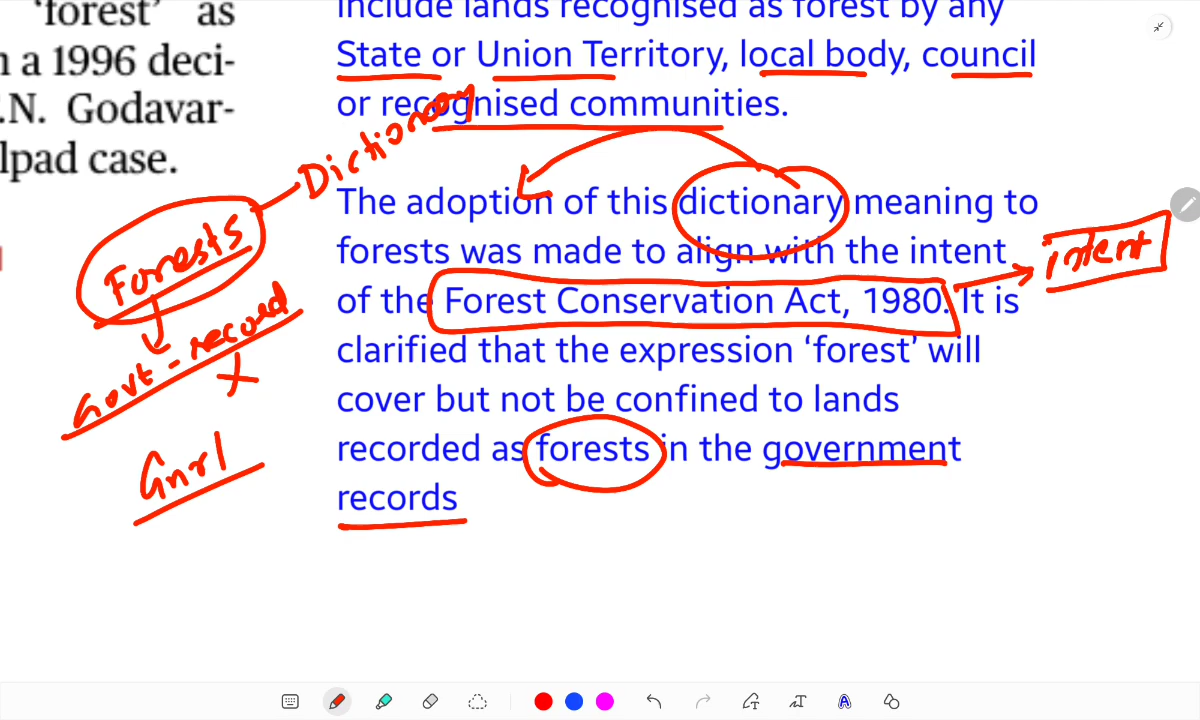 'forest' as
n a 1996 deci-
.N. Godavar-
lpad case.
include lands recognised as forest by any
State or Union Territory, local body, council
or recognised communities.
The adoption of this dictionary meaning to
forests was made to align with the intent
of the Forest Conservation Act, 1980. It is
clarified that the expression 'forest' will
cover but not be confined to lands
recorded as forests in the government
records
Dictionary
Forests
Govt-record
X
Gnrl
intent